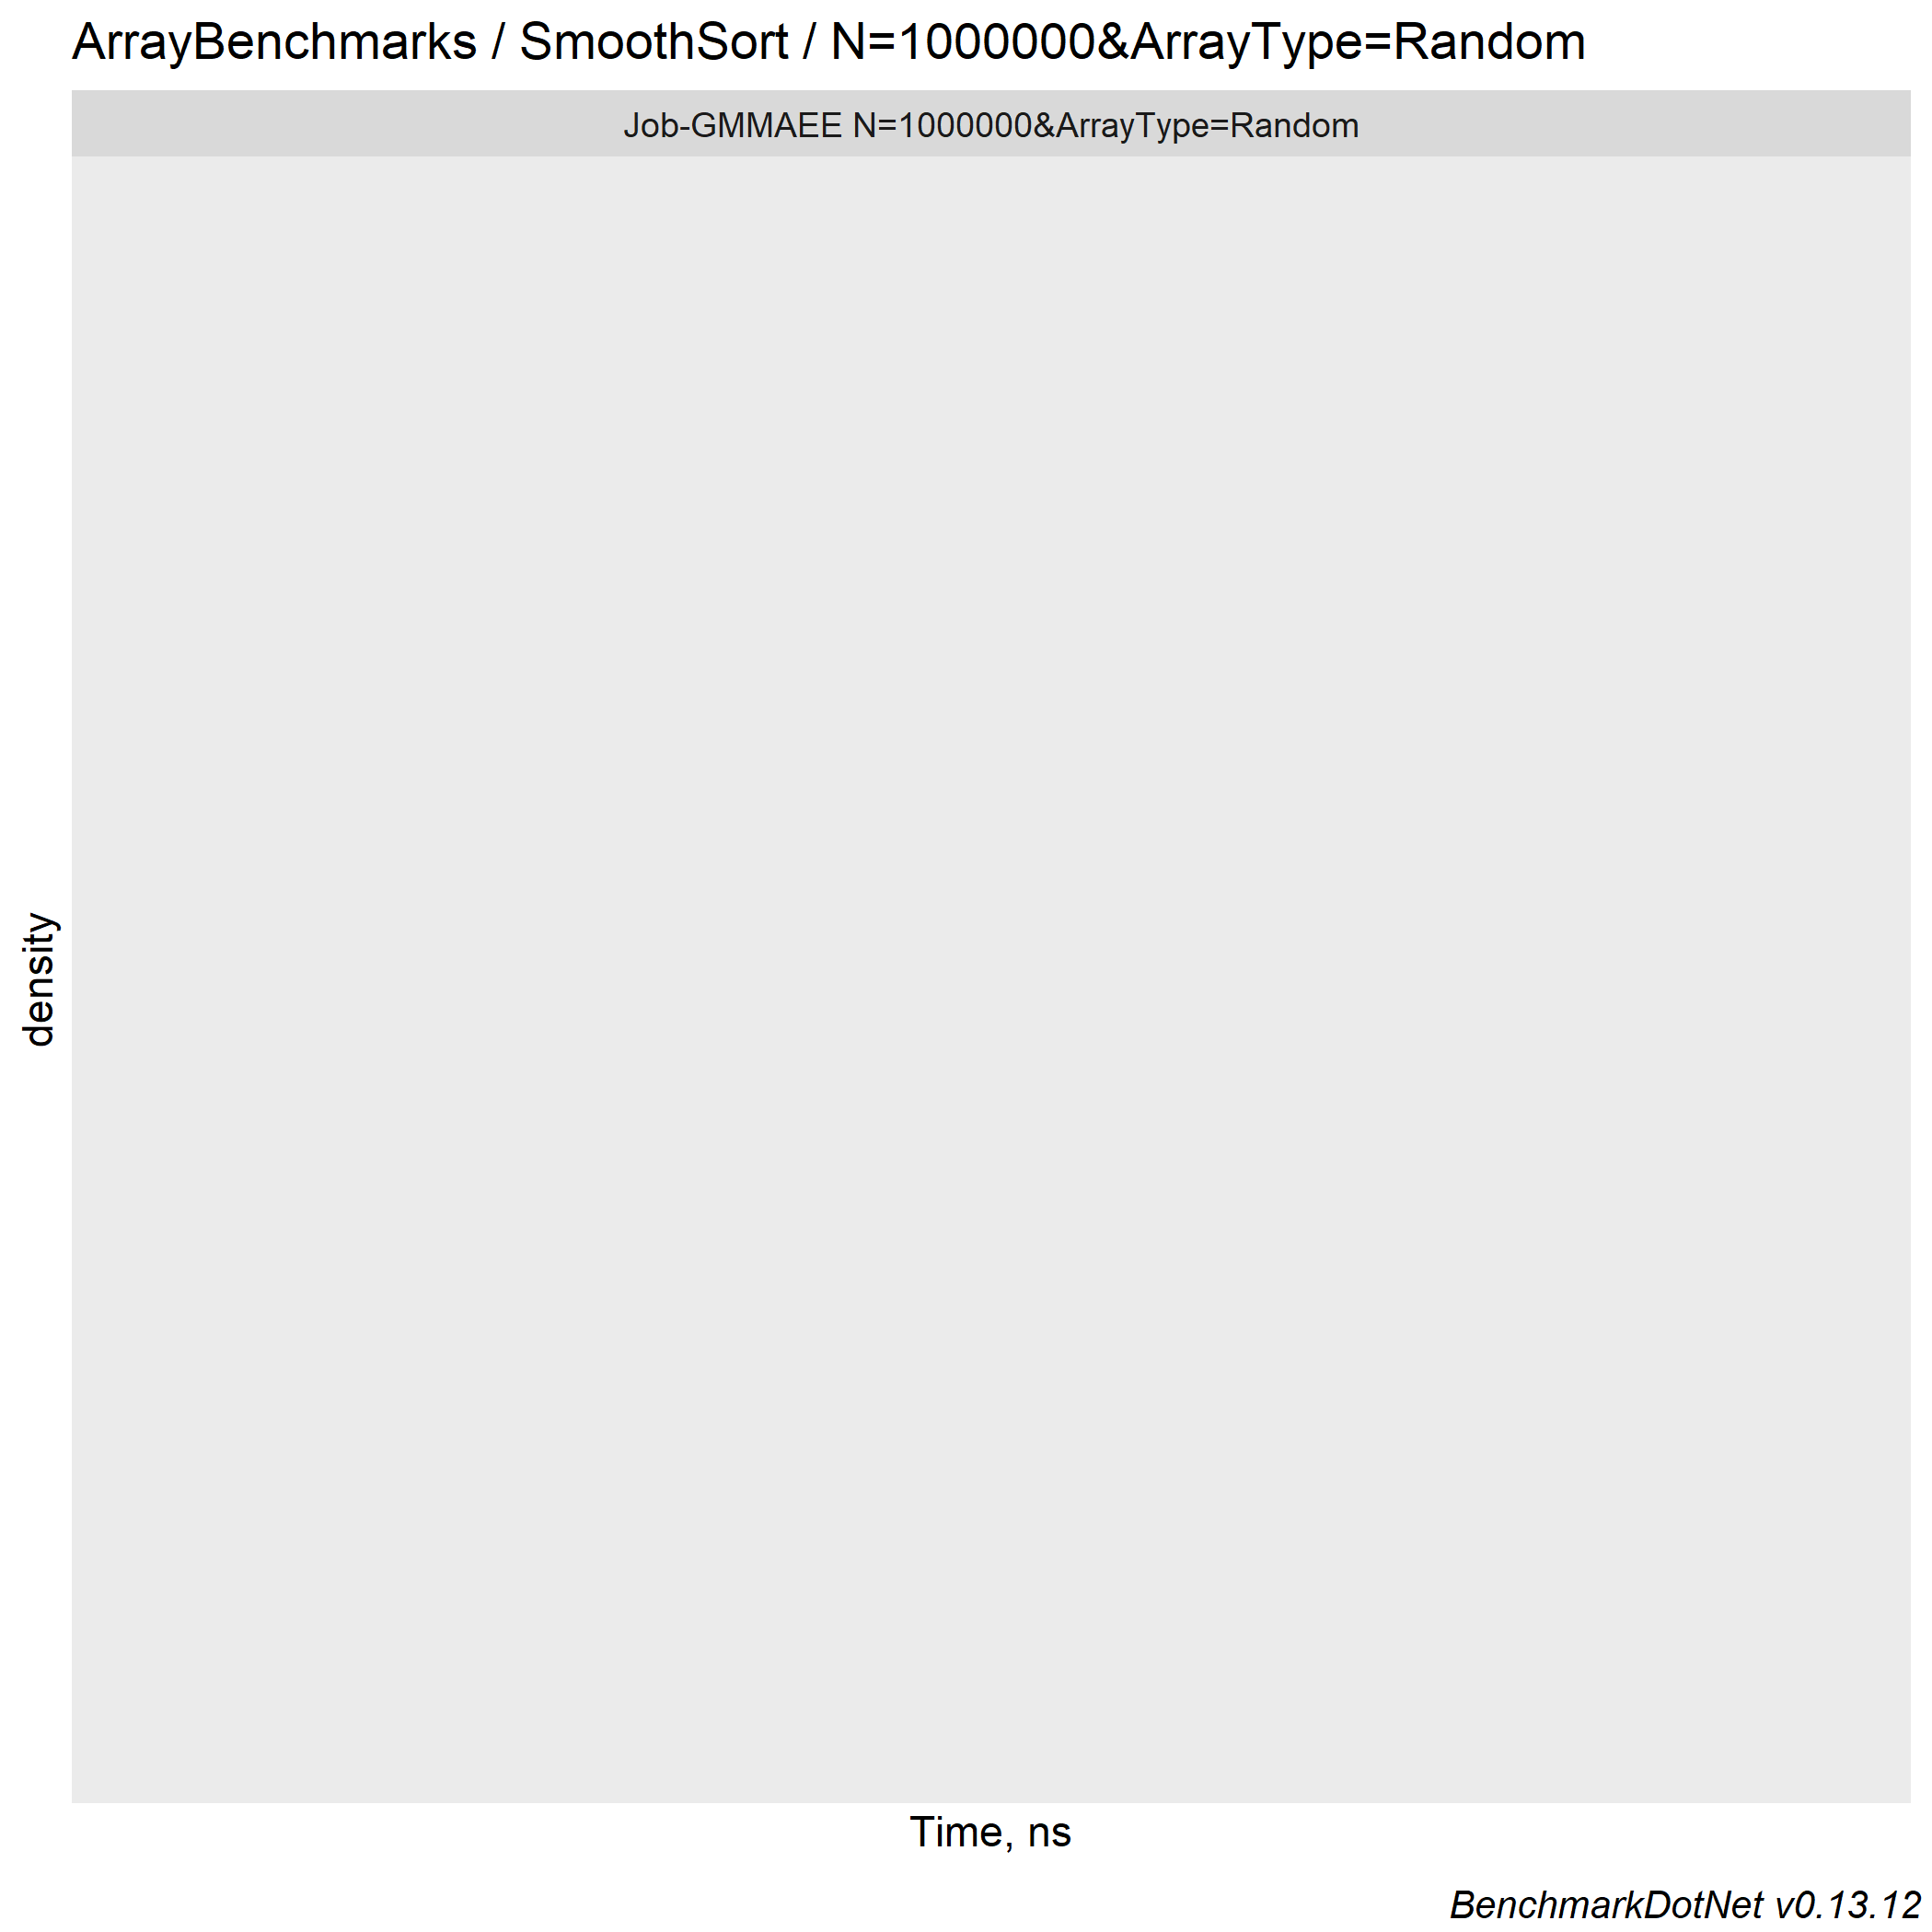 ArrayBenchmarks / SmoothSort / N=1000000&ArrayType=Random
Job-GMMAEE N=1000000&ArrayType=Random
density
Time, ns
BenchmarkDotNet v0.13.12